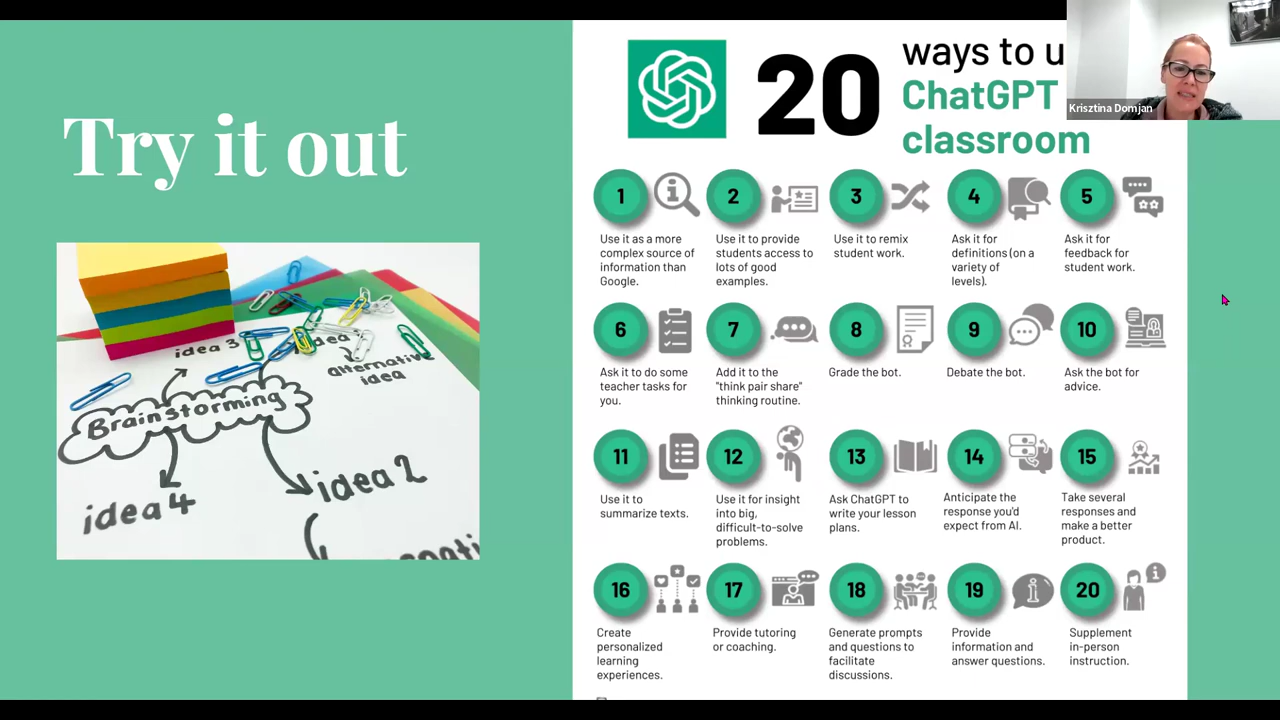 Try it out
idea 3
idea
alternative
idea
Brainstorming
idea 4
idea 2
20
ways to u
ChatGPT
classroom
Krisztina Domjan
1
Use it as a more
complex source of
information than
Google.
2
Use it to provide
students access to
lots of good
examples.
3
Use it to remix
student work.
4
Ask it for
definitions (on a
variety of
levels).
5
Ask it for
feedback for
student work.
6
Ask it to do some
teacher tasks for
you.
7
Add it to the
"think pair share"
thinking routine.
8
Grade the bot.
9
Debate the bot.
10
Ask the bot for
advice.
11
Use it to
summarize texts.
12
Use it for insight
into big,
difficult-to-solve
problems.
13
Ask ChatGPT to
write your lesson
plans.
14
Anticipate the
response you'd
expect from AI.
15
Take several
responses and
make a better
product.
16
Create
personalized
learning
experiences.
17
Provide tutoring
or coaching.
18
Generate prompts
and questions to
facilitate
discussions.
19
Provide
information and
answer questions.
20
Supplement
in-person
instruction.